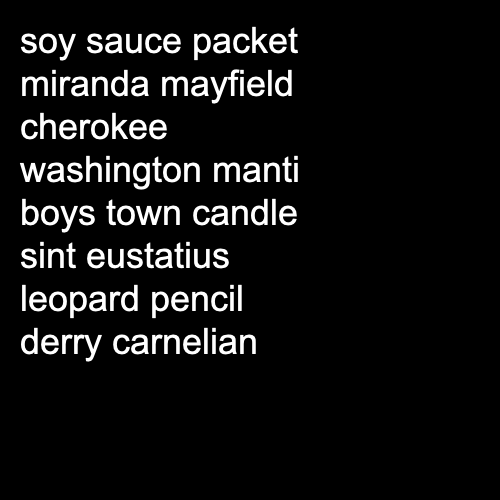 soy sauce packet
miranda mayfield
cherokee
washington manti
boys town candle
sint eustatius
leopard pencil
derry carnelian